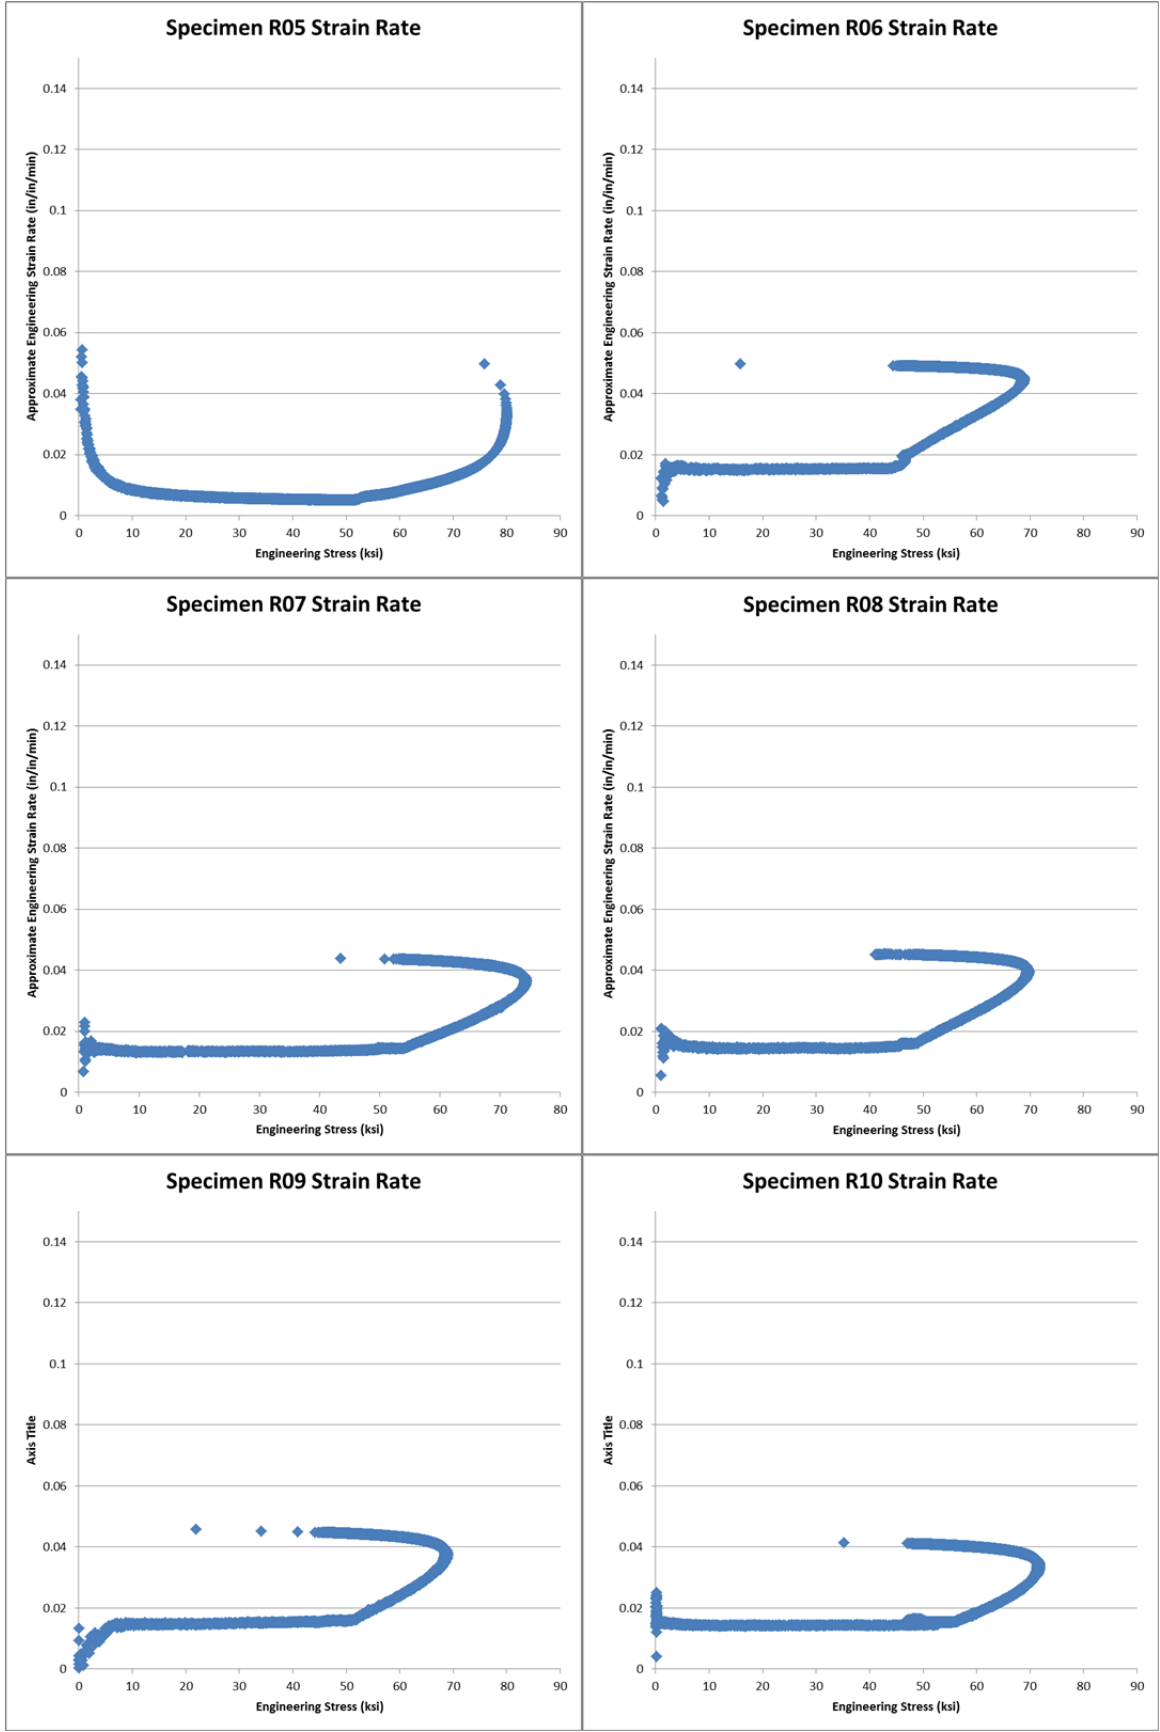 Specimen R05 Strain Rate
Approximate Engineering Strain Rate (in/in/min)
0.14
0.12
0.1
0.08
0.06
0.04
0.02
0
0 10 20 30 40 50 60 70 80 90
Engineering Stress (ksi)
Specimen R06 Strain Rate
Approximate Engineering Strain Rate (in/in/min)
0.14
0.12
0.1
0.08
0.06
0.04
0.02
0
0 10 20 30 40 50 60 70 80 90
Engineering Stress (ksi)
Specimen R07 Strain Rate
Approximate Engineering Strain Rate (in/in/min)
0.14
0.12
0.1
0.08
0.06
0.04
0.02
0
0 10 20 30 40 50 60 70 80
Engineering Stress (ksi)
Specimen R08 Strain Rate
Approximate Engineering Strain Rate (in/in/min)
0.14
0.12
0.1
0.08
0.06
0.04
0.02
0
0 10 20 30 40 50 60 70 80 90
Engineering Stress (ksi)
Specimen R09 Strain Rate
Axis Title
0.14
0.12
0.1
0.08
0.06
0.04
0.02
0
0 10 20 30 40 50 60 70 80 90
Engineering Stress (ksi)
Specimen R10 Strain Rate
Axis Title
0.14
0.12
0.1
0.08
0.06
0.04
0.02
0
0 10 20 30 40 50 60 70 80 90
Engineering Stress (ksi)